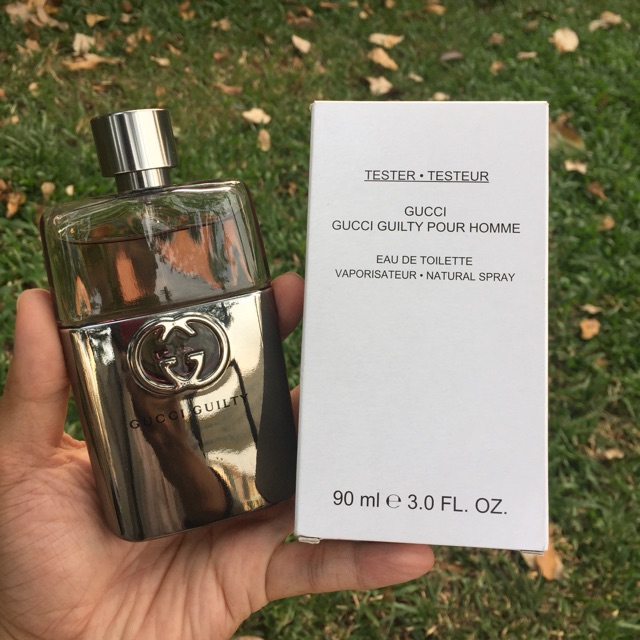 GUCCI GUILTY
TESTER • TESTEUR
GUCCI
GUCCI GUILTY POUR HOMME
EAU DE TOILETTE
VAPORISATEUR • NATURAL SPRAY
90 ml ℮ 3.0 FL. OZ.